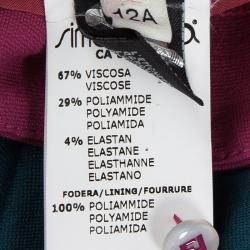 12A
CA
67% VISCOSA
VISCOSE
29% POLIAMMIDE
POLYAMIDE
POLIAMIDA
4% ELASTAN
ELASTANE
ELASTHANNE
ELASTANO
FODERA/LINING/FOURRURE
100% POLIAMMIDE
POLYAMIDE
POLIAMIDA